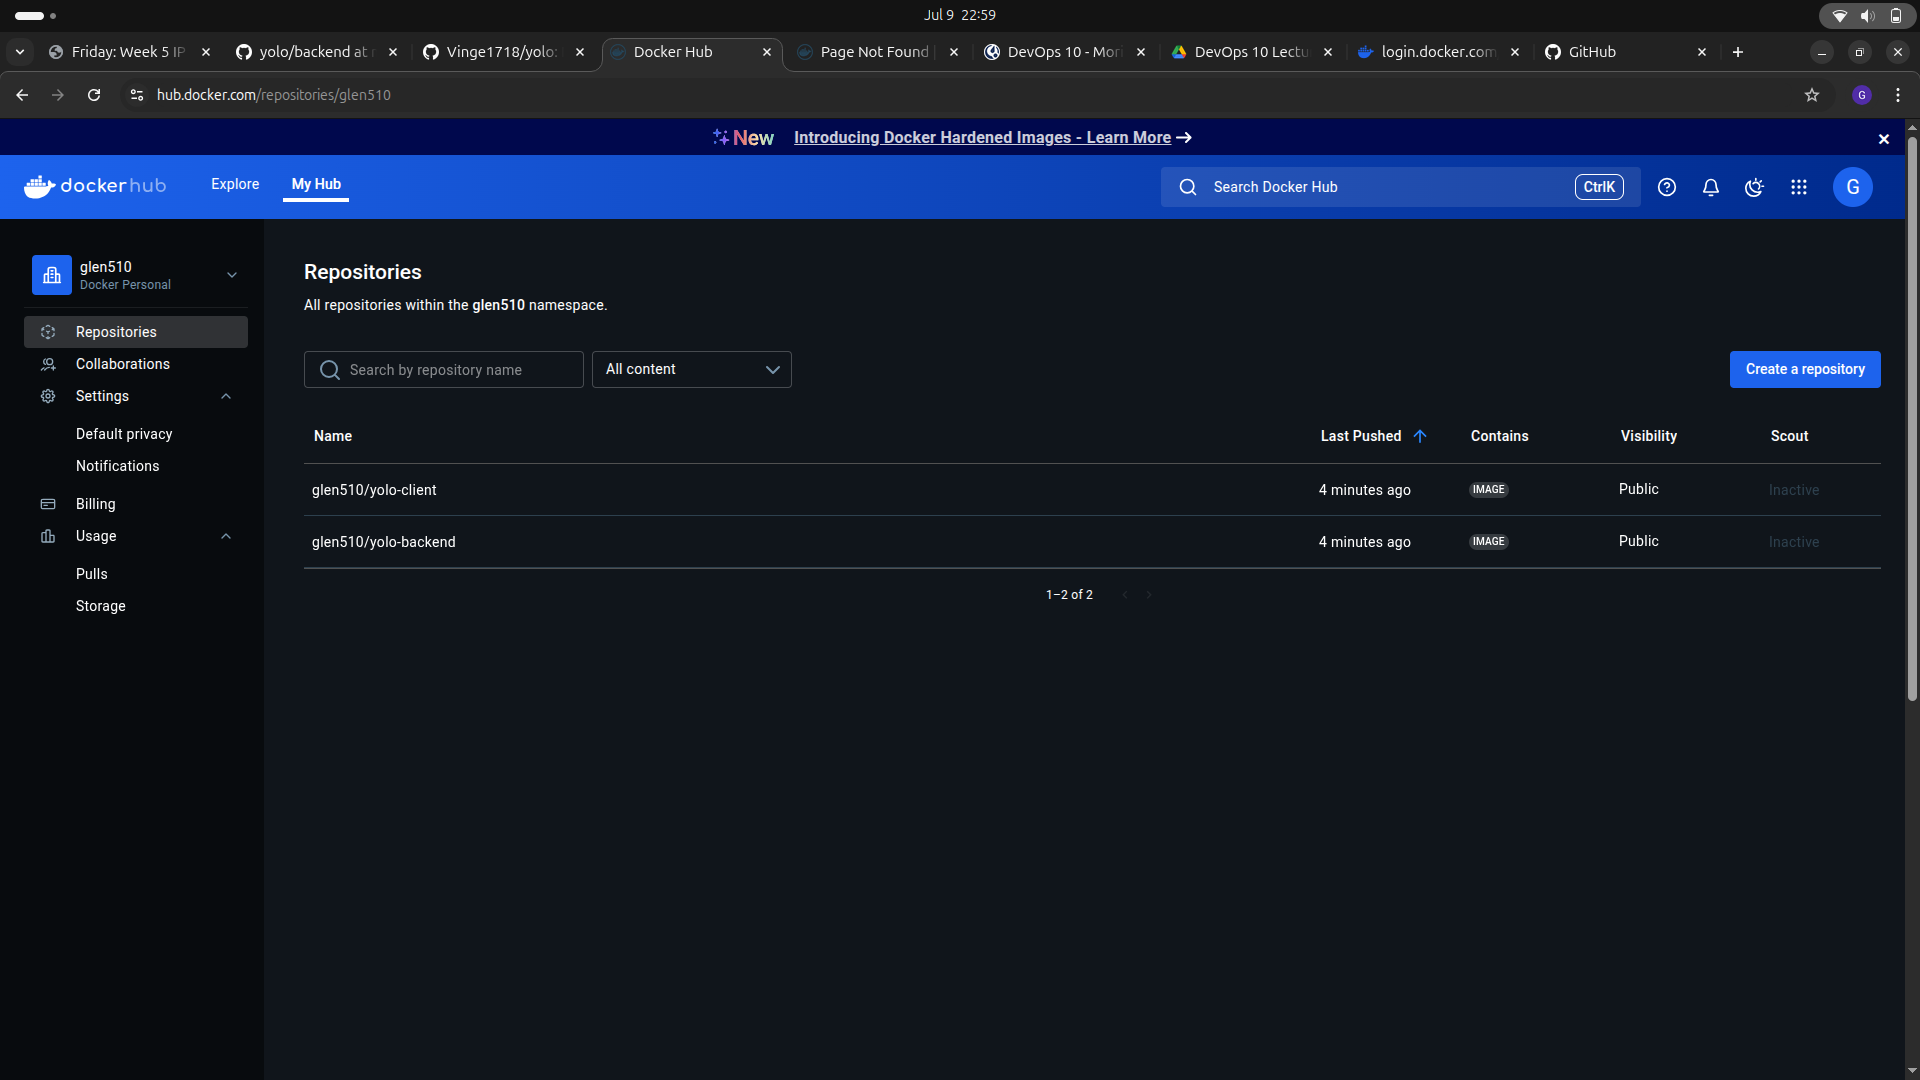 Jul 9 22:59
Friday: Week 5 IP
yolo/backend at
Vinge1718/yolo:
Docker Hub
Page Not Found
DevOps 10 - Mori
DevOps 10 Lectu
login.docker.com
GitHub
hub.docker.com/repositories/glen510
G
New Introducing Docker Hardened Images - Learn More
dockerhub
Explore
My Hub
Search Docker Hub
CtrlK
G
glen510
Docker Personal
Repositories
Collaborations
Settings
Default privacy
Notifications
Billing
Usage
Pulls
Storage
Repositories
All repositories within the glen510 namespace.
Search by repository name
All content
Create a repository
Name Last Pushed Contains Visibility Scout
glen510/yolo-client 4 minutes ago IMAGE Public Inactive
glen510/yolo-backend 4 minutes ago IMAGE Public Inactive
1–2 of 2